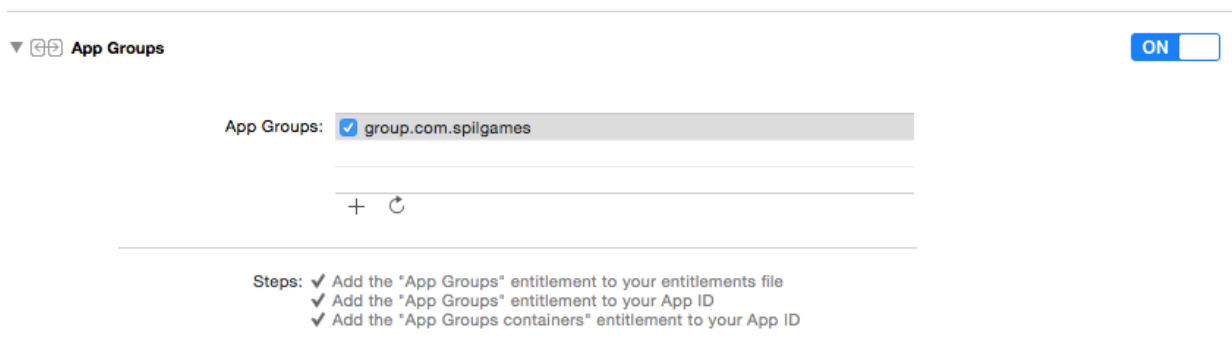 App Groups
ON
App Groups: group.com.spilgames
Steps: ✓ Add the "App Groups" entitlement to your entitlements file
✓ Add the "App Groups" entitlement to your App ID
✓ Add the "App Groups containers" entitlement to your App ID